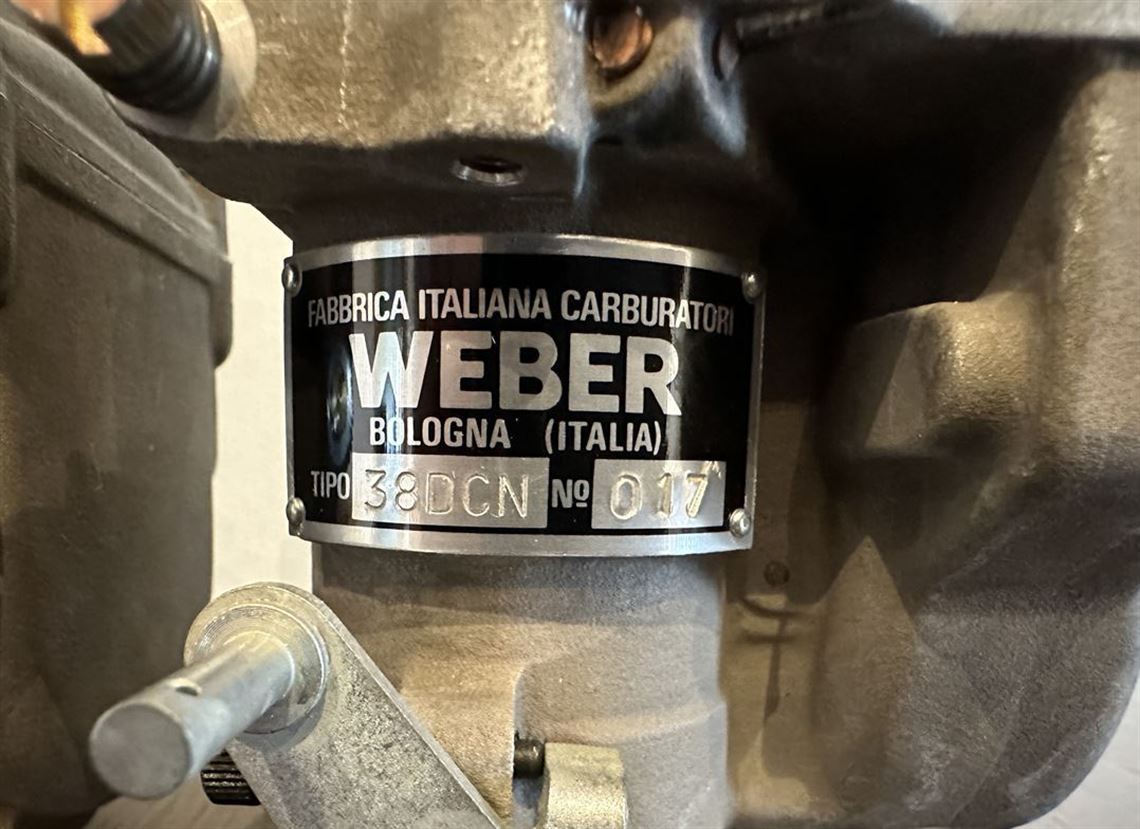 FABBRICA ITALIANA CARBURATORI
WEBER
BOLOGNA (ITALIA)
TIPO 38DCN Nº 017